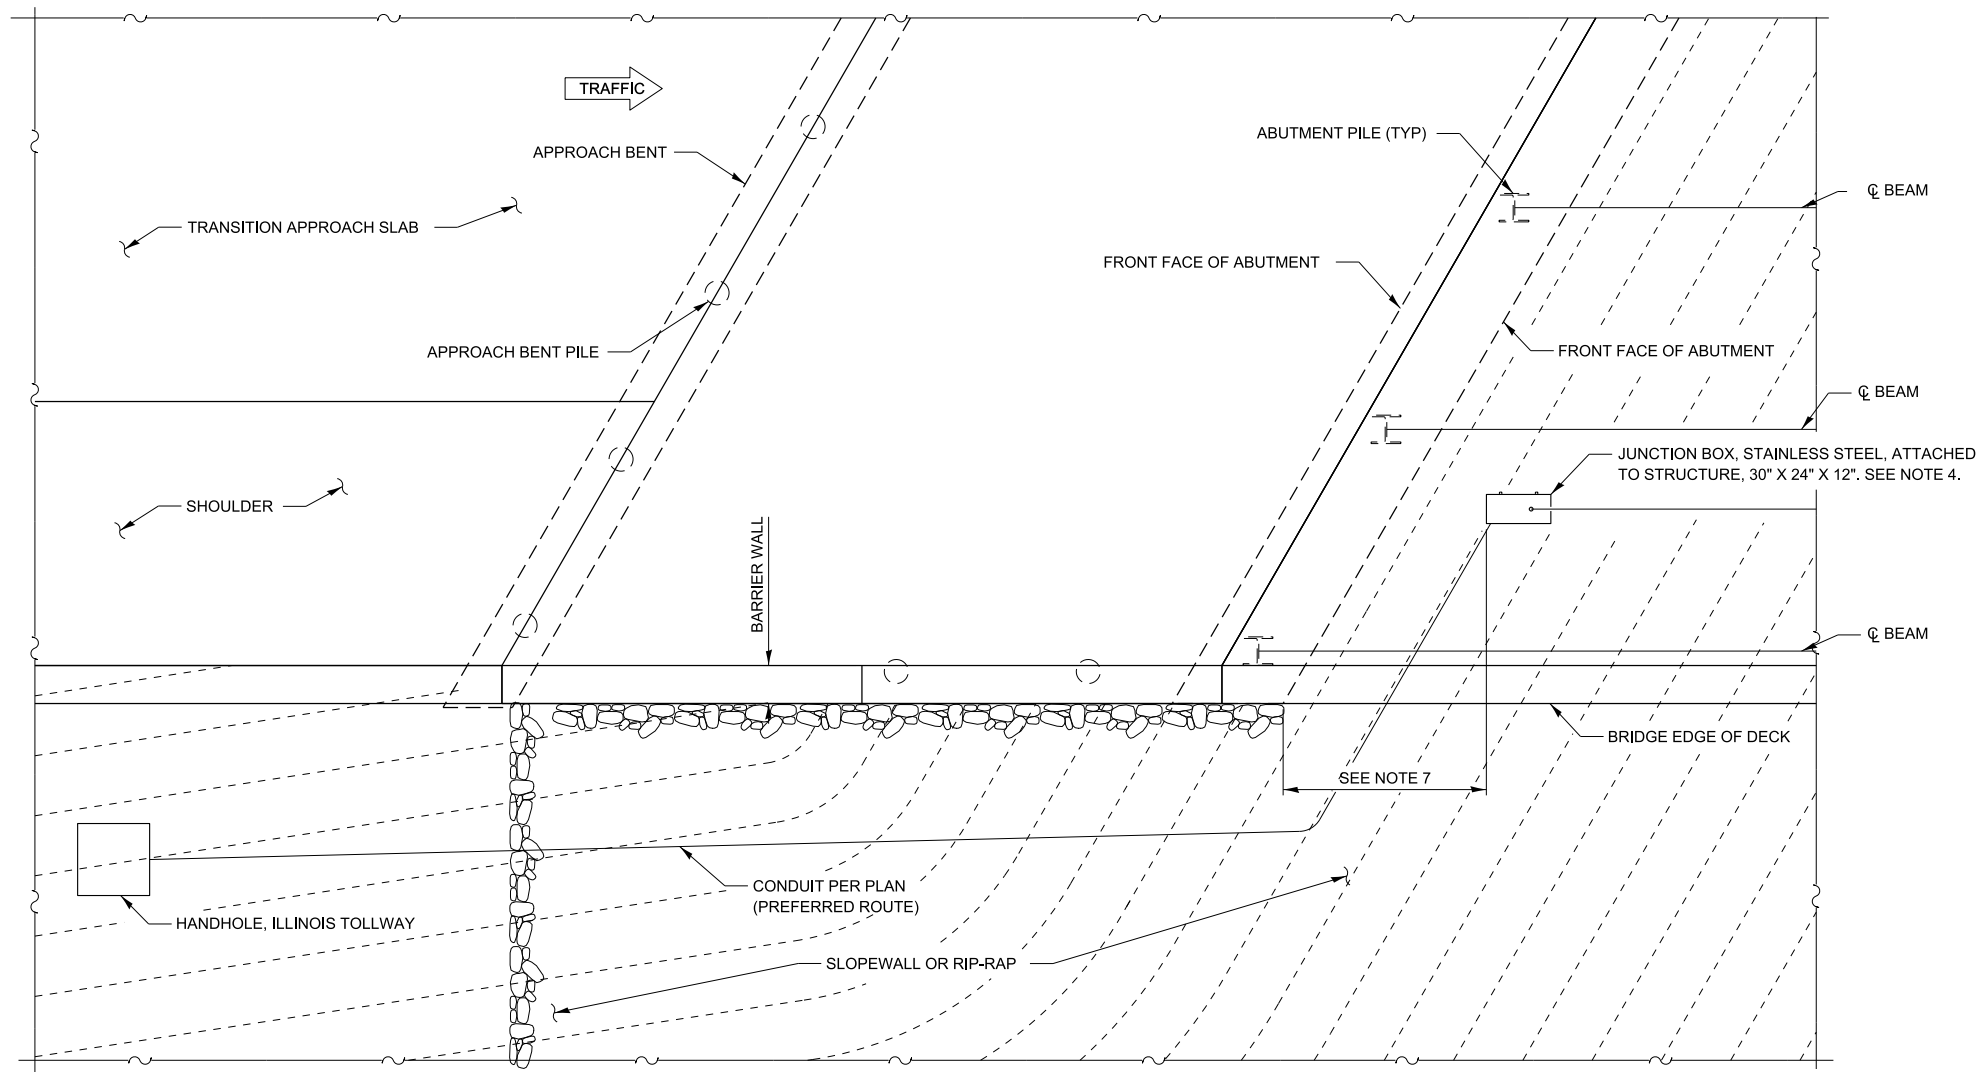 TRAFFIC
ABUTMENT PILE (TYP)
APPROACH BENT
℄ BEAM
TRANSITION APPROACH SLAB
FRONT FACE OF ABUTMENT
APPROACH BENT PILE
FRONT FACE OF ABUTMENT
℄ BEAM
JUNCTION BOX, STAINLESS STEEL, ATTACHED
TO STRUCTURE, 30" X 24" X 12". SEE NOTE 4.
SHOULDER
BARRIER WALL
℄ BEAM
BRIDGE EDGE OF DECK
SEE NOTE 7
CONDUIT PER PLAN
(PREFERRED ROUTE)
HANDHOLE, ILLINOIS TOLLWAY
SLOPEWALL OR RIP-RAP